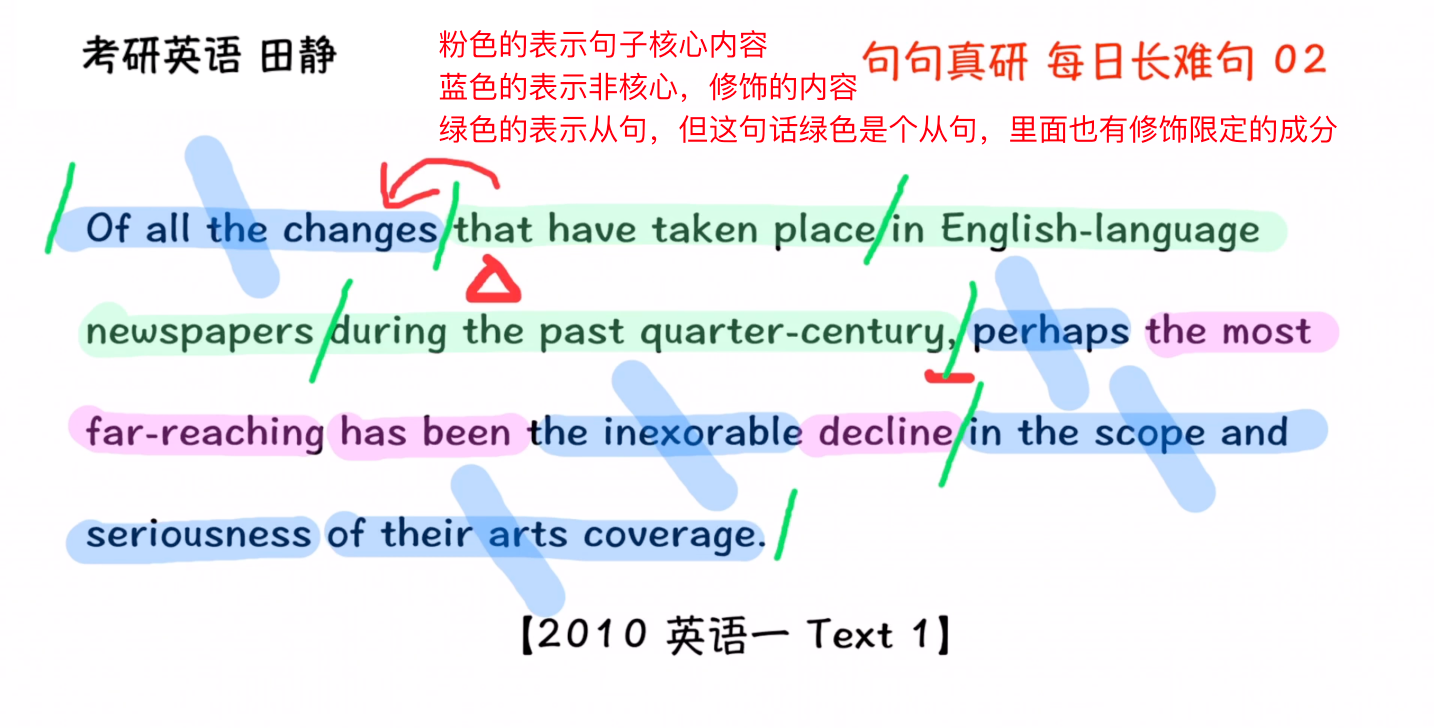 考研英语 田静
粉色的表示句子核心内容
蓝色的表示非核心，修饰的内容
绿色的表示从句，但这句话绿色是个从句，里面也有修饰限定的成分
句句真研 每日长难句 02
Of all the changes that have taken place in English-language
newspapers during the past quarter-century, perhaps the most
far-reaching has been the inexorable decline in the scope and
seriousness of their arts coverage.
【2010 英语一 Text 1】